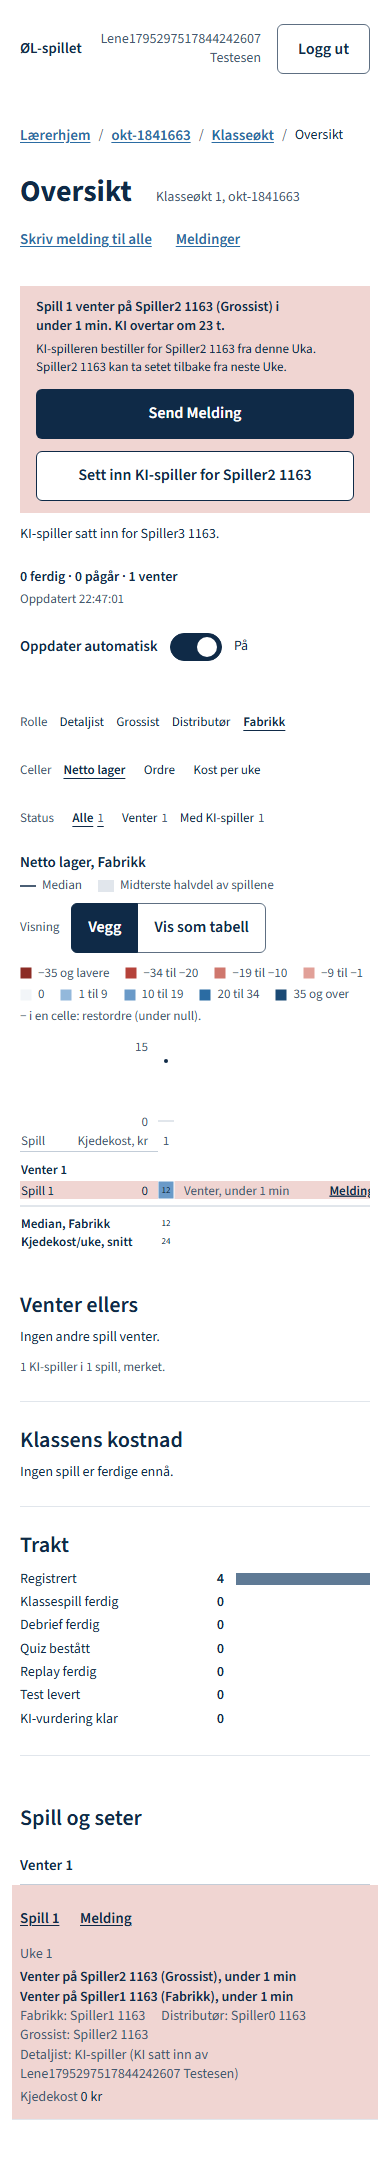 ØL-spillet
Lene1795297517844242607
Testesen
Logg ut
Lærerhjem / okt-1841663 / Klasseøkt / Oversikt
Oversikt Klasseøkt 1, okt-1841663
Skriv melding til alle Meldinger
Spill 1 venter på Spiller2 1163 (Grossist) i
under 1 min. KI overtar om 23 t.
KI-spilleren bestiller for Spiller2 1163 fra denne Uka.
Spiller2 1163 kan ta setet tilbake fra neste Uke.
Send Melding
Sett inn KI-spiller for Spiller2 1163
KI-spiller satt inn for Spiller3 1163.
0 ferdig · 0 pågår · 1 venter
Oppdatert 22:47:01
Oppdater automatisk På
Rolle Detaljist Grossist Distributør Fabrikk
Celler Netto lager Ordre Kost per uke
Status Alle 1 Venter 1 Med KI-spiller 1
Netto lager, Fabrikk
Median Midterste halvdel av spillene
Visning Vegg Vis som tabell
−35 og lavere −34 til −20 −19 til −10 −9 til −1
0 1 til 9 10 til 19 20 til 34 35 og over
− i en celle: restordre (under null).
15
0
Spill Kjedekost, kr 1
Venter 1
Spill 1 0 12 Venter, under 1 min Melding
Median, Fabrikk 12
Kjedekost/uke, snitt 24
Venter ellers
Ingen andre spill venter.
1 KI-spiller i 1 spill, merket.
Klassens kostnad
Ingen spill er ferdige ennå.
Trakt
Registrert 4
Klassespill ferdig 0
Debrief ferdig 0
Quiz bestått 0
Replay ferdig 0
Test levert 0
KI-vurdering klar 0
Spill og seter
Venter 1
Spill 1 Melding
Uke 1
Venter på Spiller2 1163 (Grossist), under 1 min
Venter på Spiller1 1163 (Fabrikk), under 1 min
Fabrikk: Spiller1 1163 Distributør: Spiller0 1163
Grossist: Spiller2 1163
Detaljist: KI-spiller (KI satt inn av
Lene1795297517844242607 Testesen)
Kjedekost 0 kr